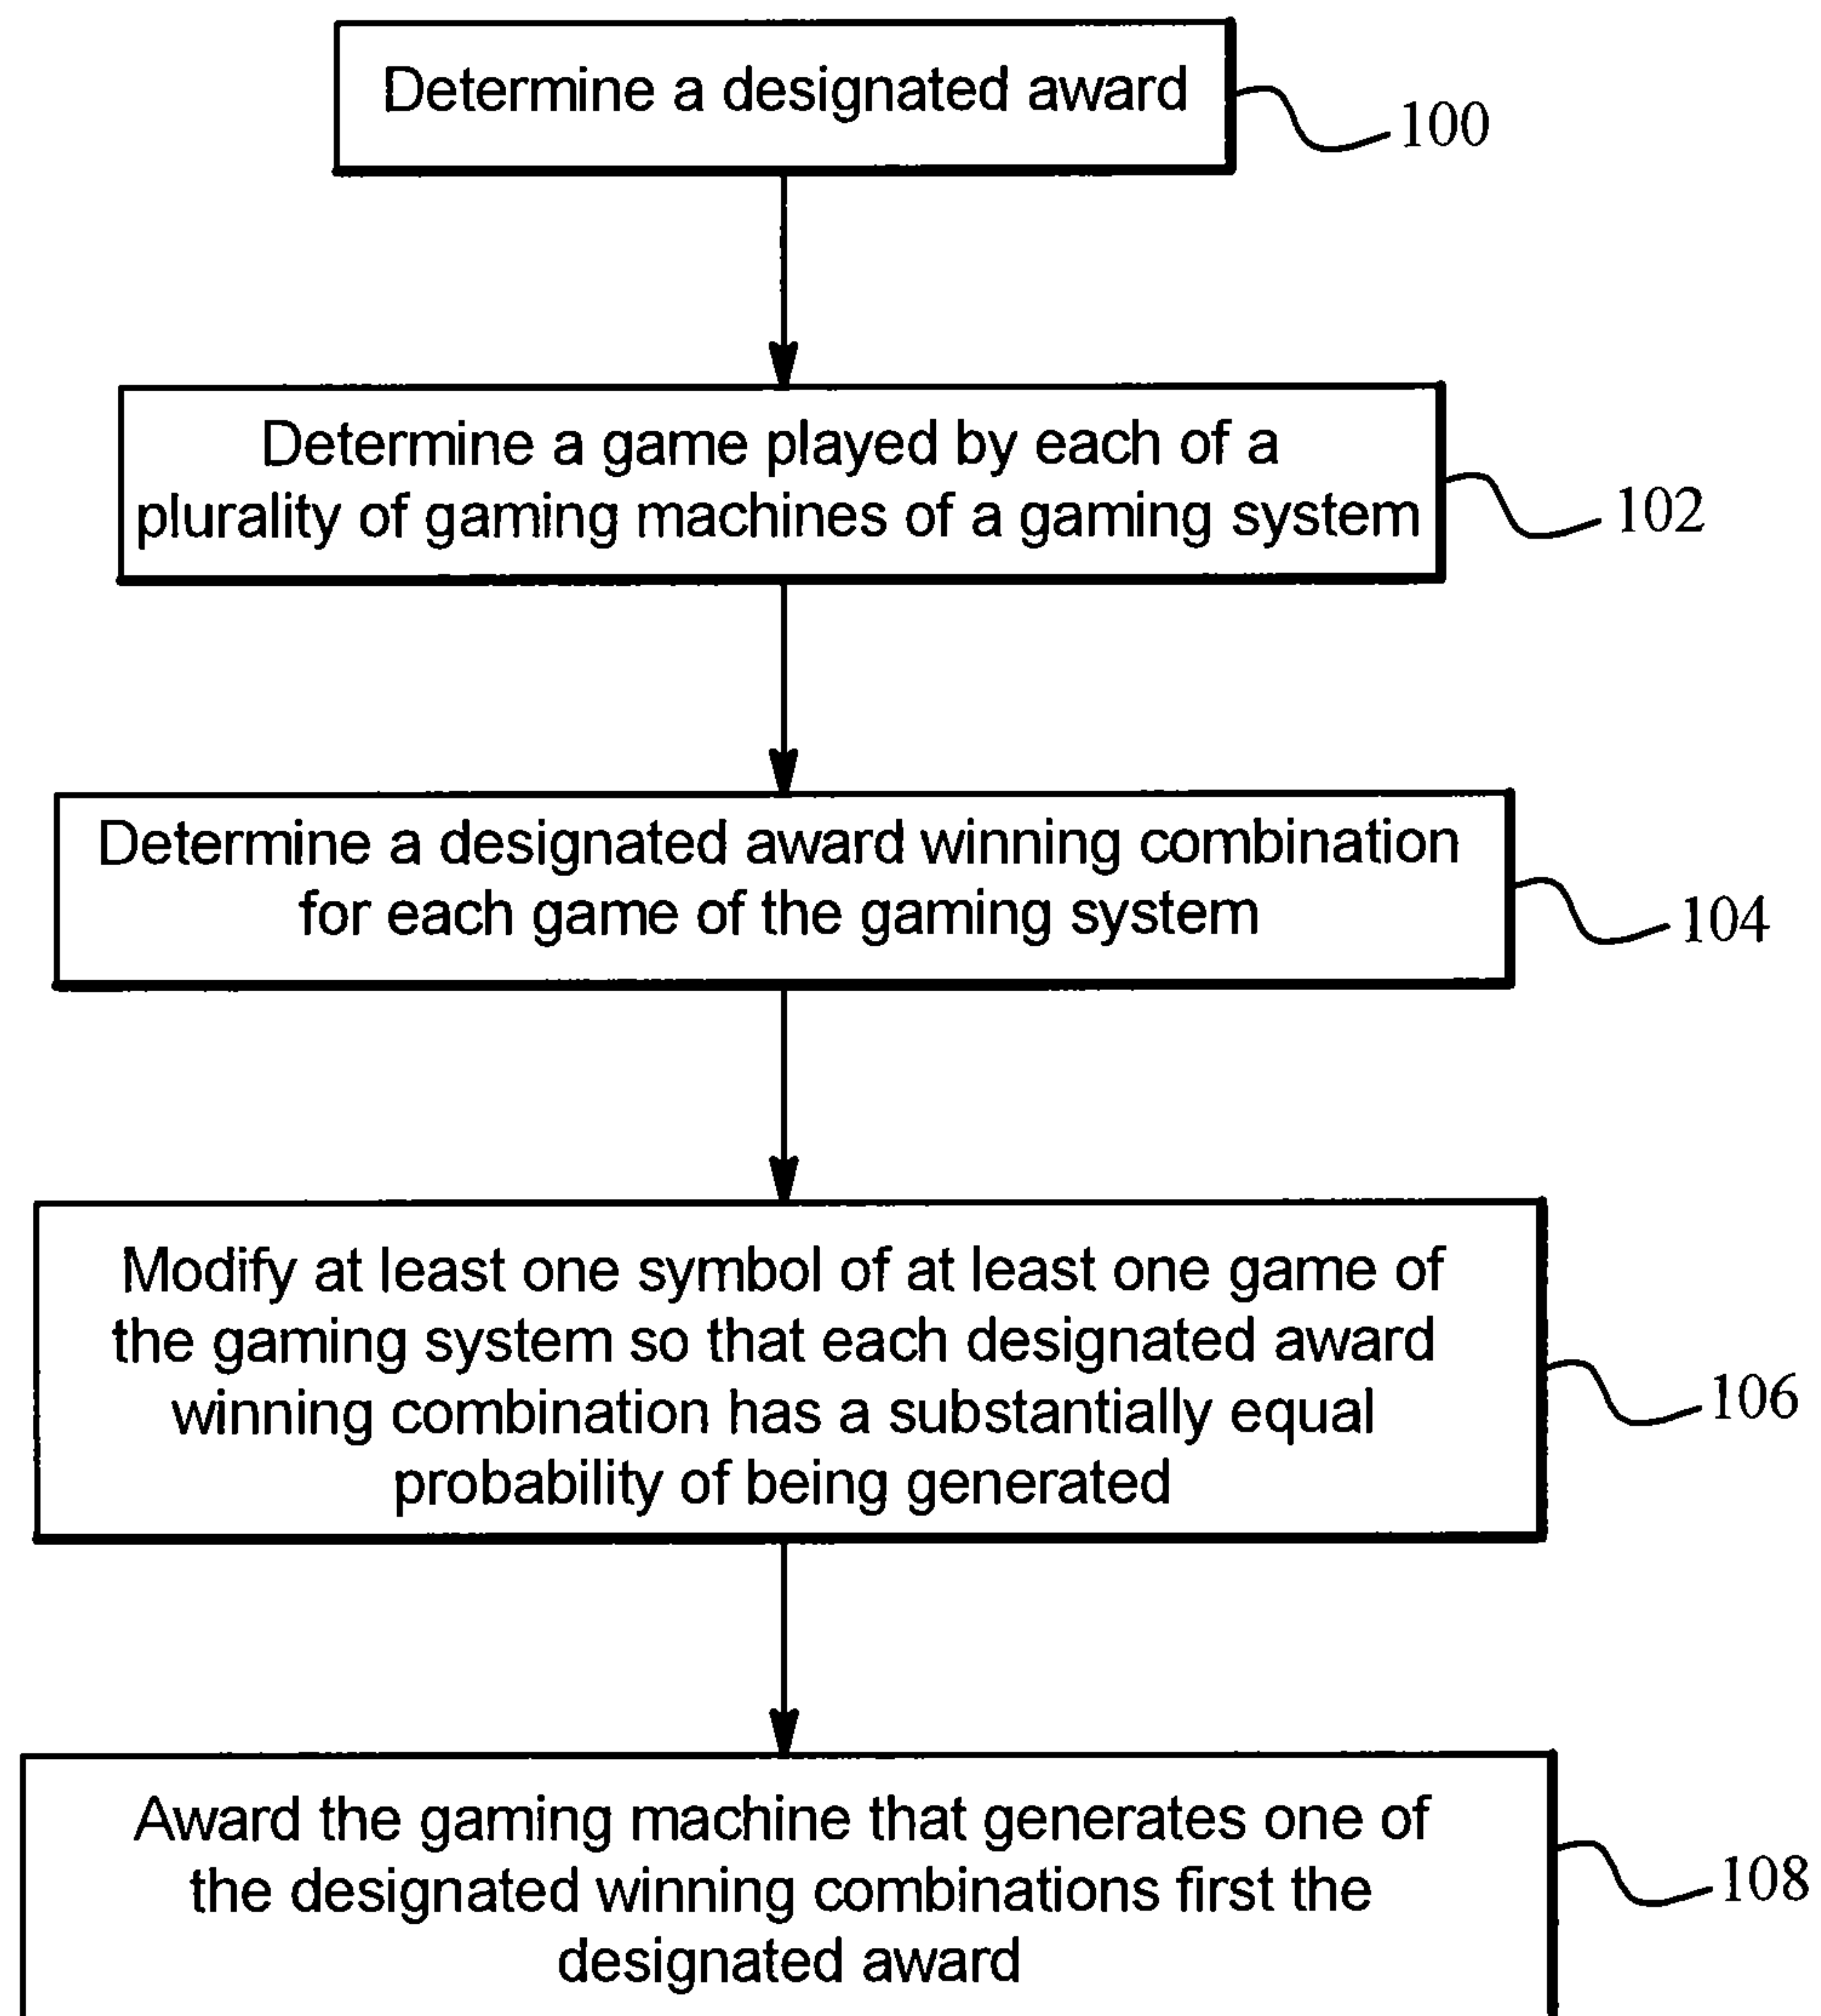 Determine a designated award
100
Determine a game played by each of a
plurality of gaming machines of a gaming system
102
Determine a designated award winning combination
for each game of the gaming system
104
Modify at least one symbol of at least one game of
the gaming system so that each designated award
winning combination has a substantially equal
probability of being generated
106
Award the gaming machine that generates one of
the designated winning combinations first the
designated award
108